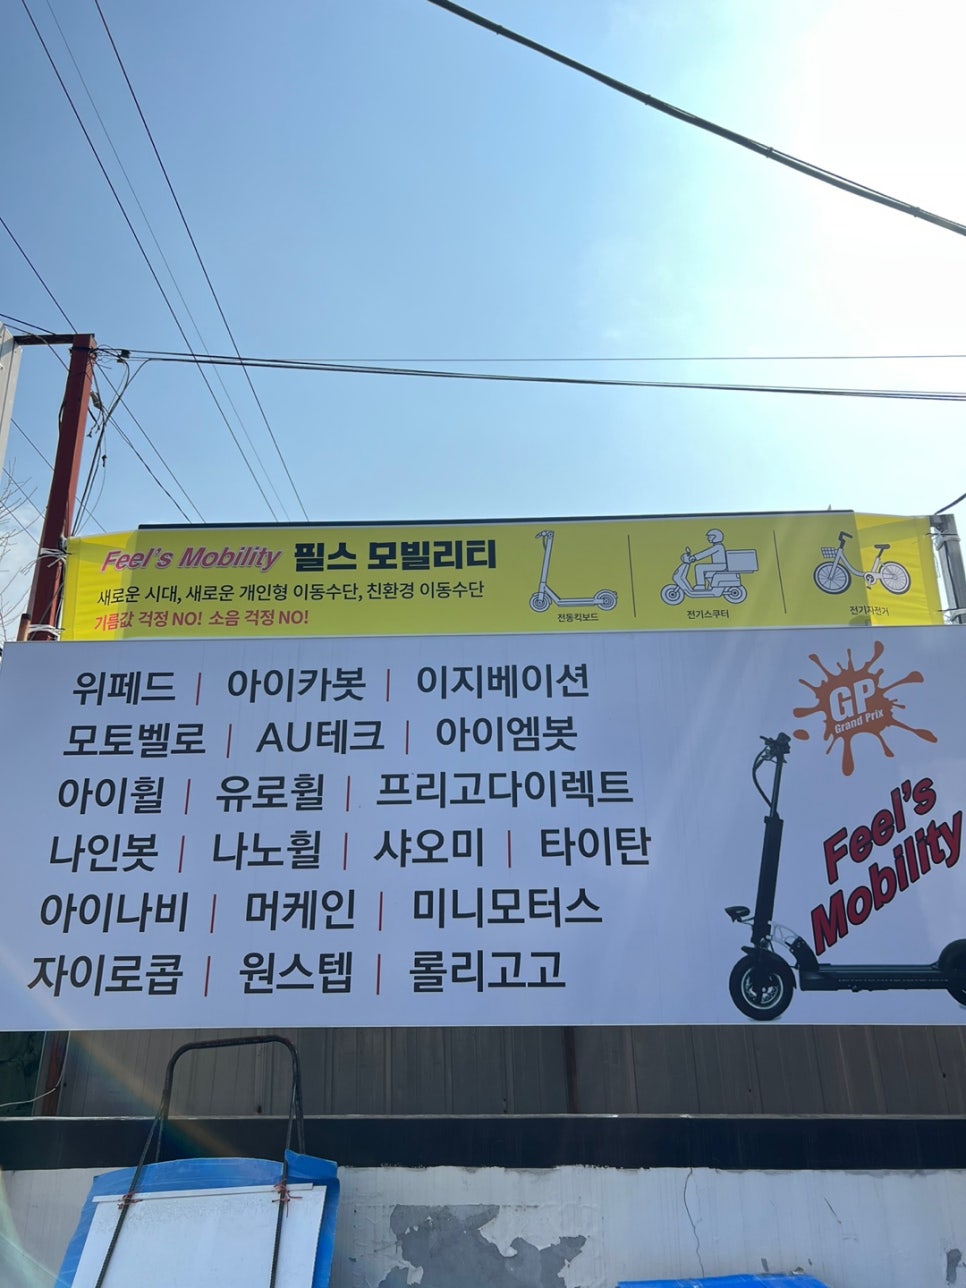 Feel's Mobility 필스 모빌리티
새로운 시대, 새로운 개인형 이동수단, 친환경 이동수단
기름값 걱정 NO! 소음 걱정 NO!
전동킥보드
전기스쿠터
전기자전거
위페드 | 아이카봇 | 이지베이션
모토벨로 | AU테크 | 아이엠봇
아이휠 | 유로휠 | 프리고다이렉트
나인봇 | 나노휠 | 샤오미 | 타이탄
아이나비 | 머케인 | 미니모터스
자이로콥 | 원스텝 | 롤리고고
GP
Grand Prix
Feel's
Mobility